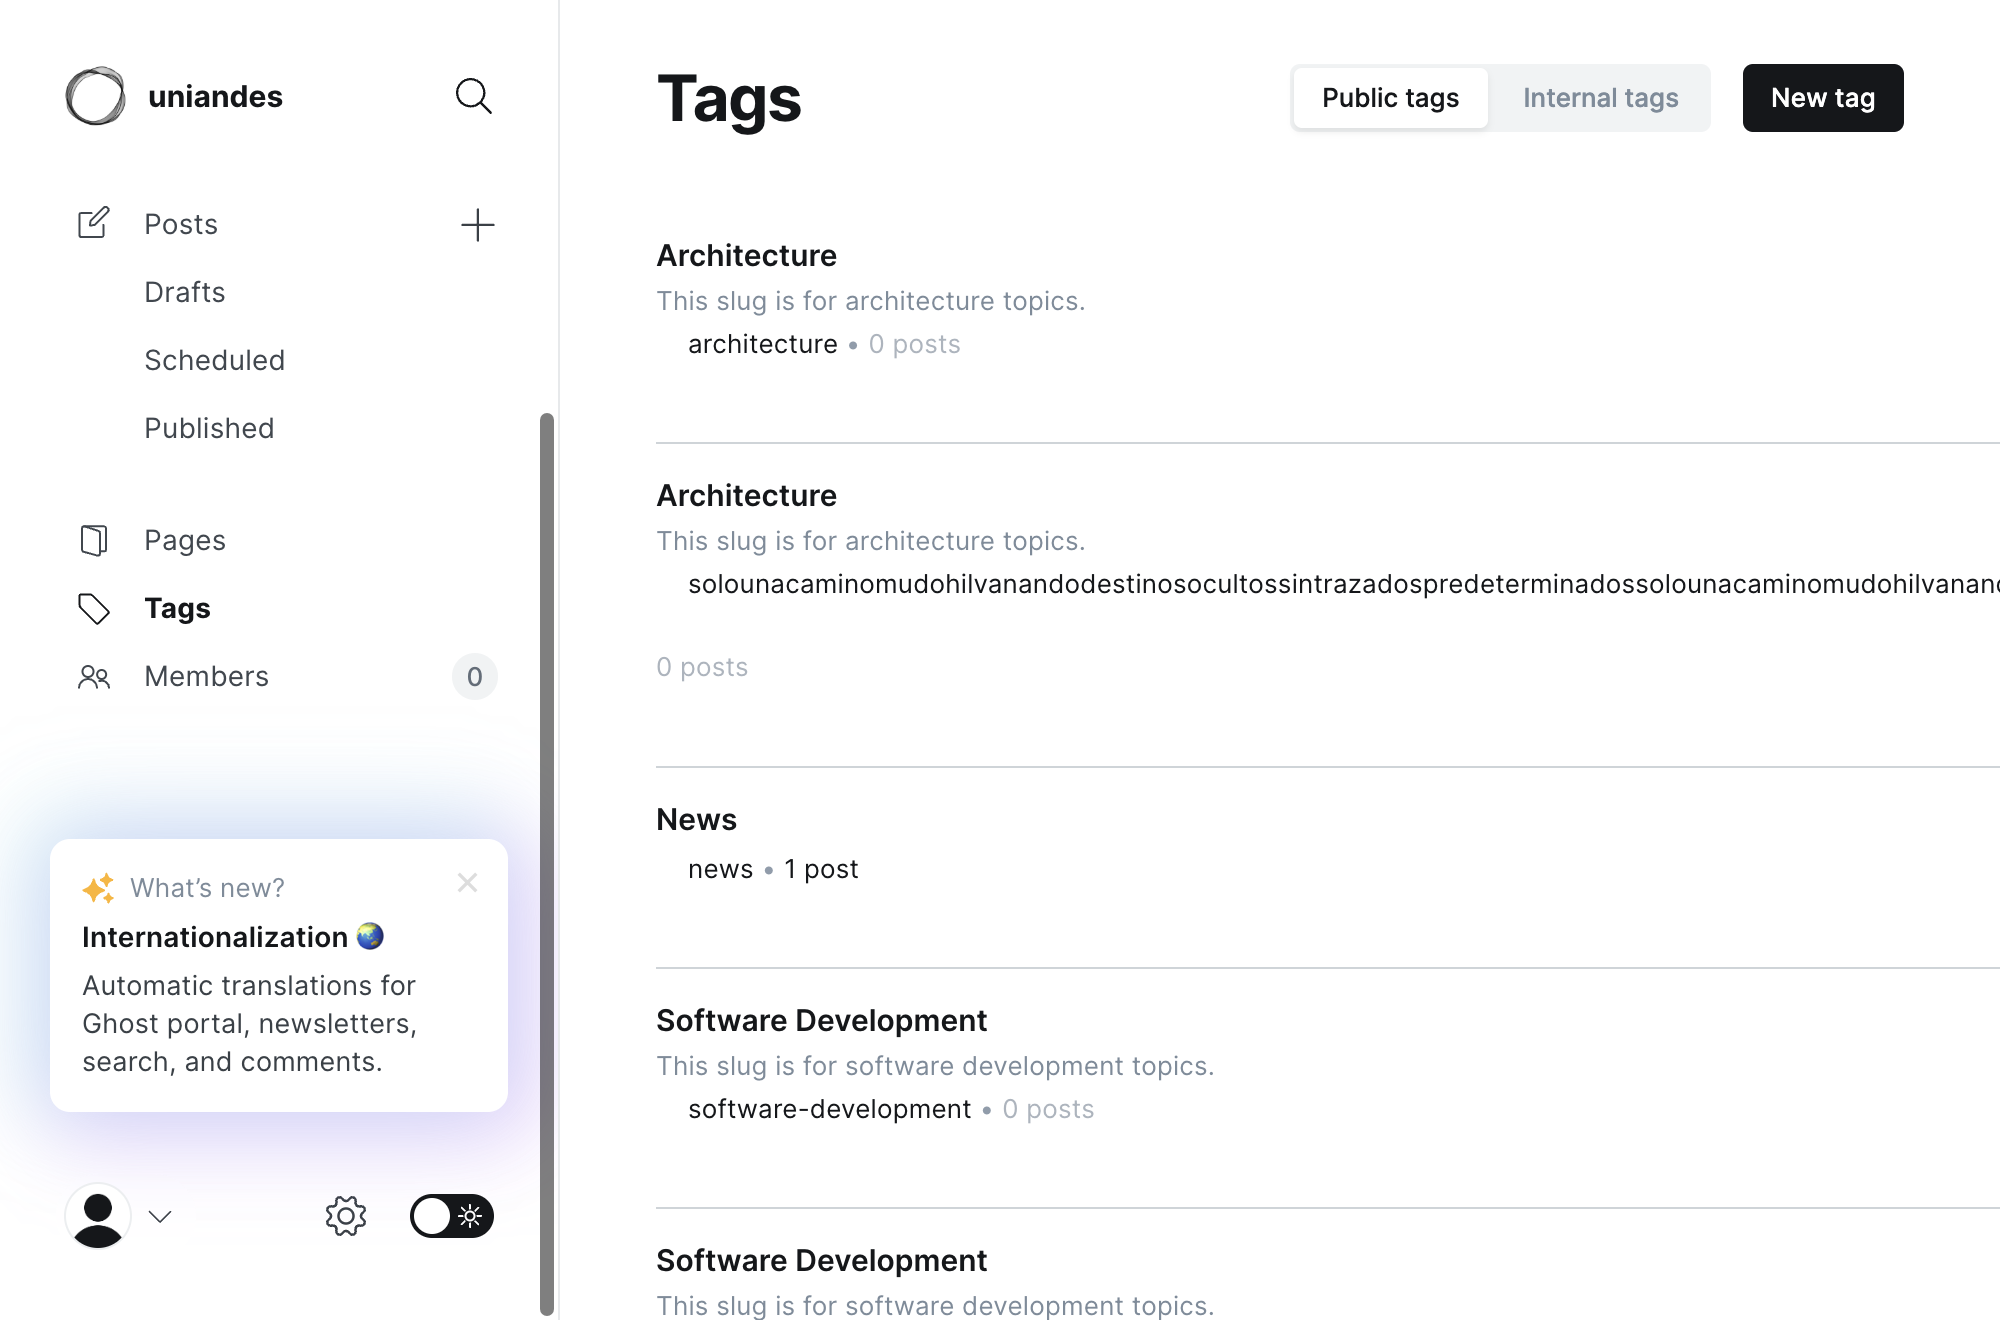 uniandes
Posts
Drafts
Scheduled
Published
Pages
Tags
Members
0
What’s new?
Internationalization
Automatic translations for
Ghost portal, newsletters,
search, and comments.
Tags
Public tags
Internal tags
New tag
Architecture
This slug is for architecture topics.
architecture • 0 posts
Architecture
This slug is for architecture topics.
solounacaminomudohilvanandodestinosocultossintrazadospredeterminadossolounacaminomudohilvanan
0 posts
News
news • 1 post
Software Development
This slug is for software development topics.
software-development • 0 posts
Software Development
This slug is for software development topics.